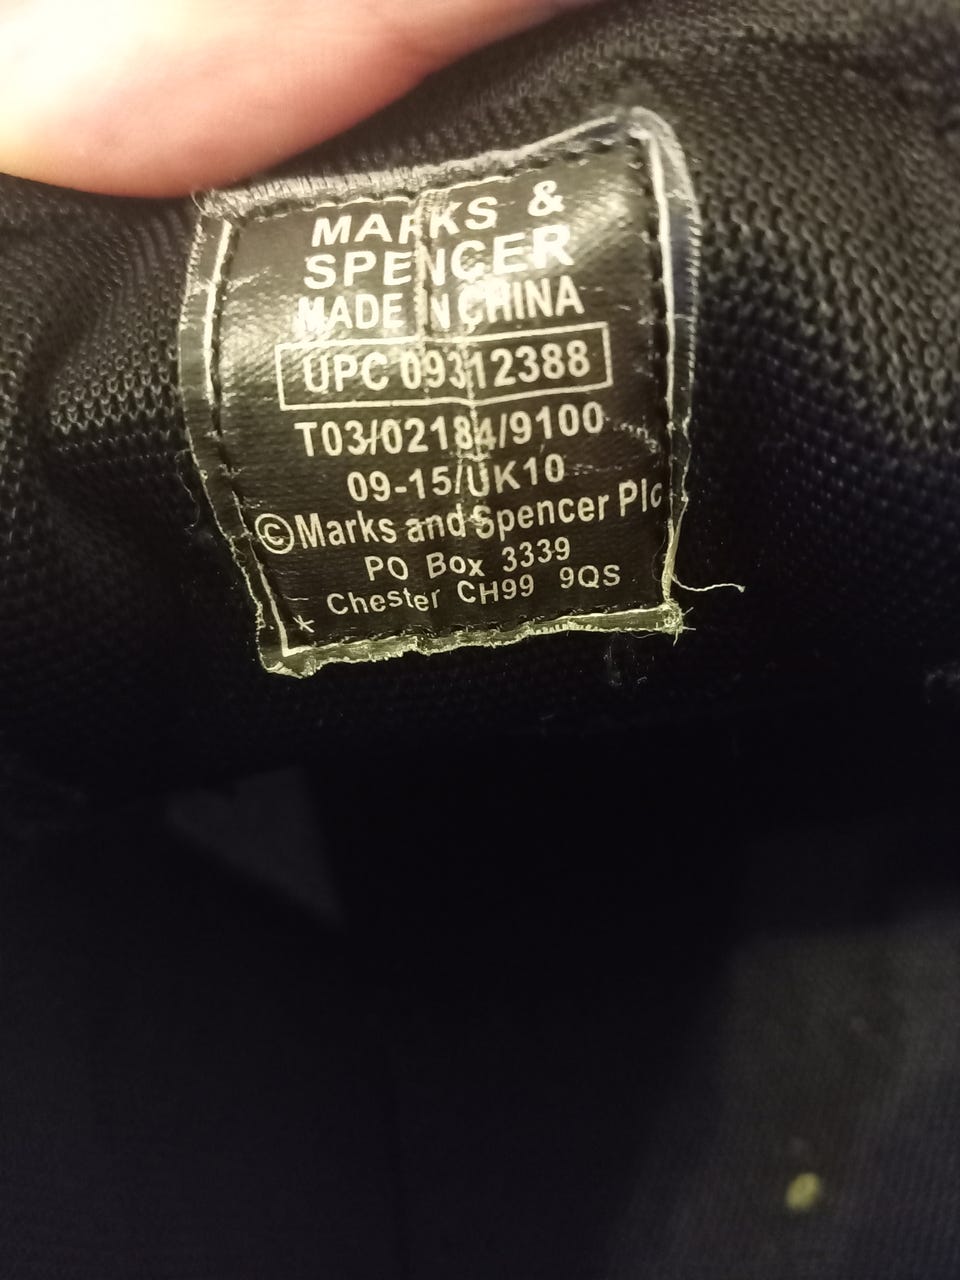 MARKS &
SPENCER
MADE IN CHINA
UPC 09312388
T03/02184/9100
09-15/UK10
©Marks and Spencer Plc
PO Box 3339
Chester CH99 9QS
*